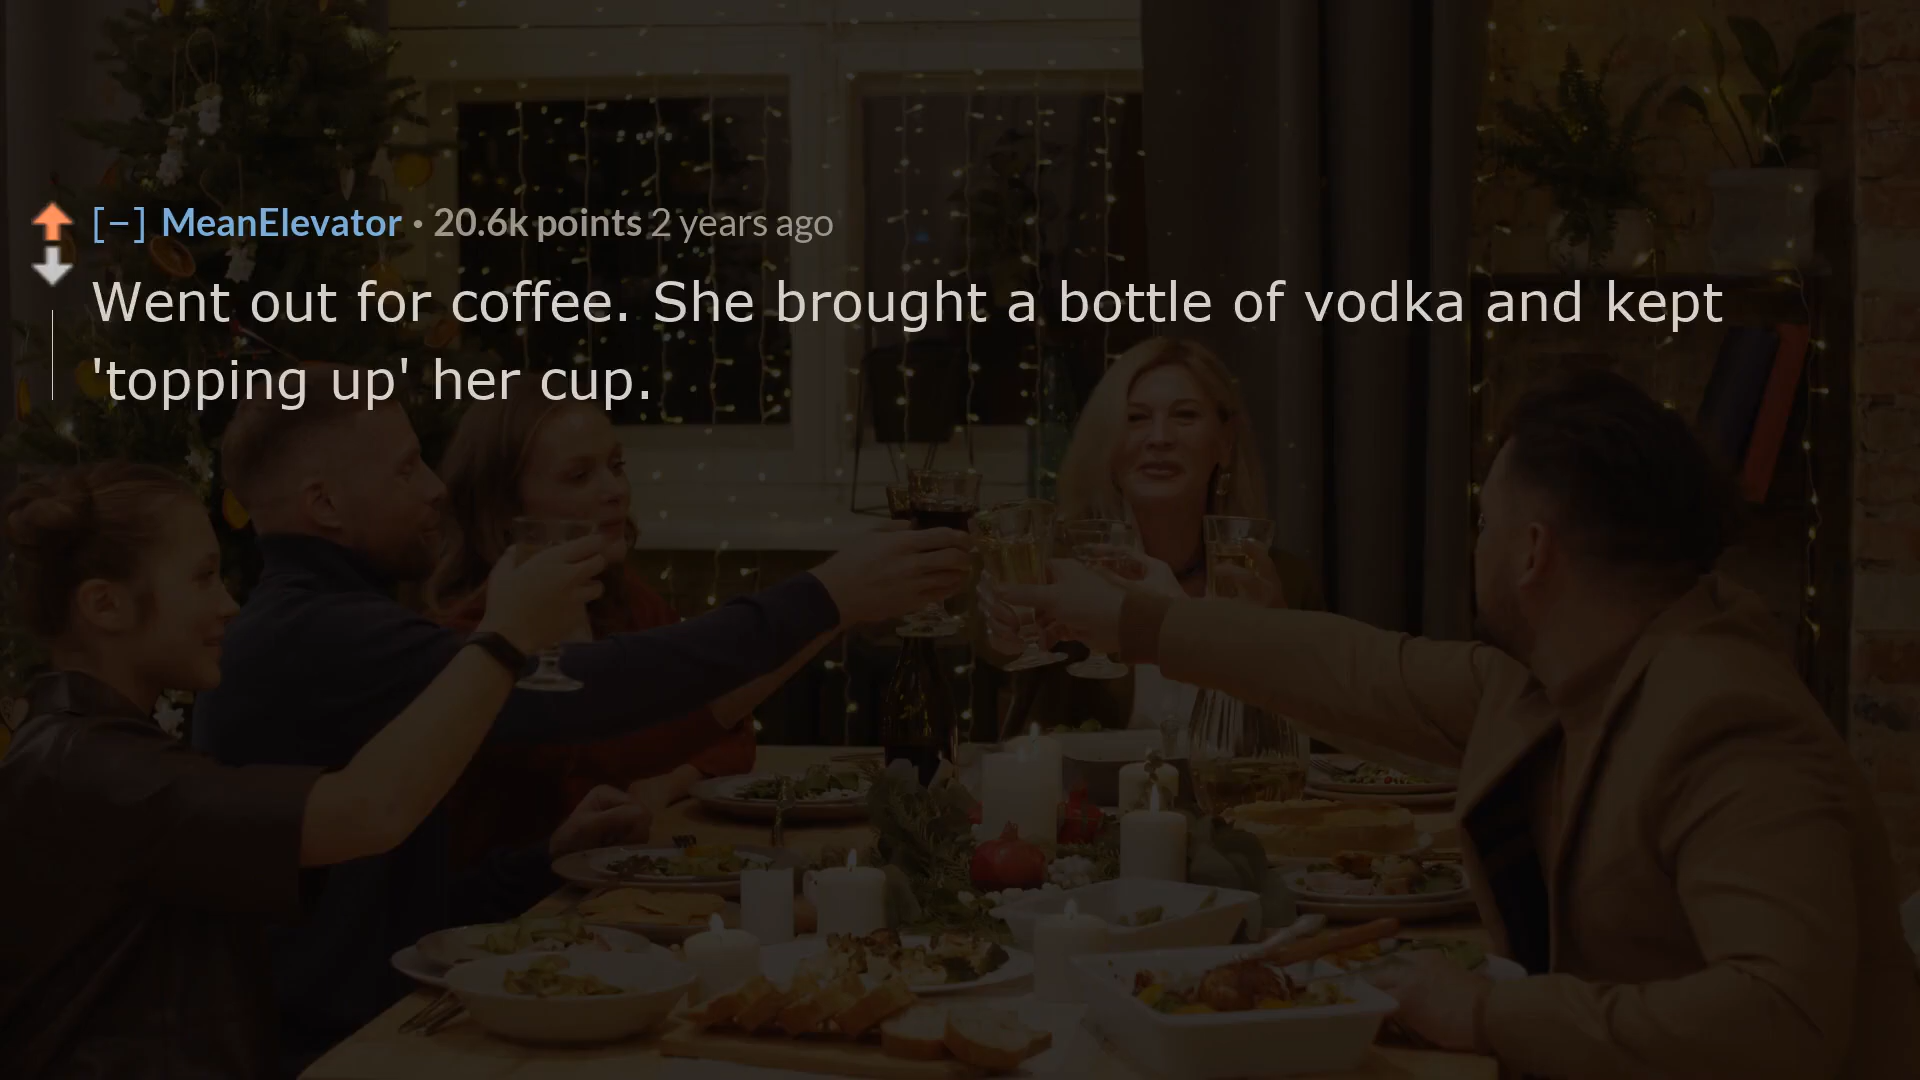 [−] MeanElevator · 20.6k points 2 years ago
Went out for coffee. She brought a bottle of vodka and kept
'topping up' her cup.